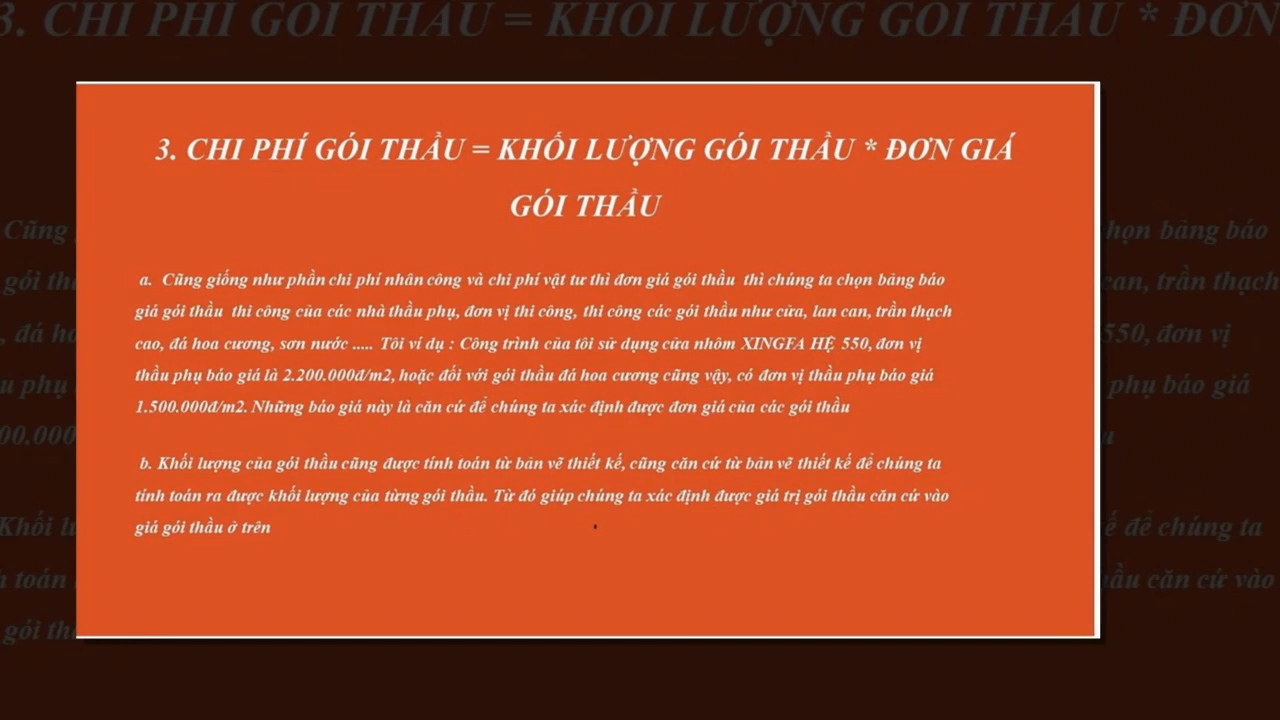 3. CHI PHÍ GÓI THẦU = KHỐI LƯỢNG GÓI THẦU * ĐƠN GIÁ
GÓI THẦU
a. Cũng giống như phần chi phí nhân công và chi phí vật tư thì đơn giá gói thầu thì chúng ta chọn bảng báo
giá gói thầu thi công của các nhà thầu phụ, đơn vị thi công, thi công các gói thầu như cửa, lan can, trần thạch
cao, đá hoa cương, sơn nước ..... Tôi ví dụ : Công trình của tôi sử dụng cửa nhôm XINGFA HỆ 550, đơn vị
thầu phụ báo giá là 2.200.000đ/m2, hoặc đối với gói thầu đá hoa cương cũng vậy, có đơn vị thầu phụ báo giá
1.500.000đ/m2. Những báo giá này là căn cứ để chúng ta xác định được đơn giá của các gói thầu
b. Khối lượng của gói thầu cũng được tính toán từ bản vẽ thiết kế, cũng căn cứ từ bản vẽ thiết kế để chúng ta
tính toán ra được khối lượng của từng gói thầu. Từ đó giúp chúng ta xác định được giá trị gói thầu căn cứ vào
giá gói thầu ở trên